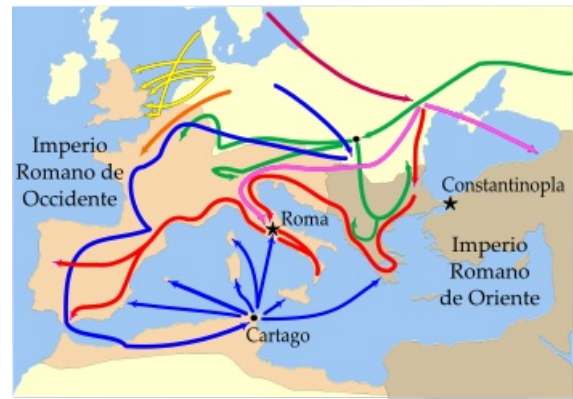 Imperio
Romano de
Occidente
Constantinopla
Roma
Imperio
Romano
de Oriente
Cartago